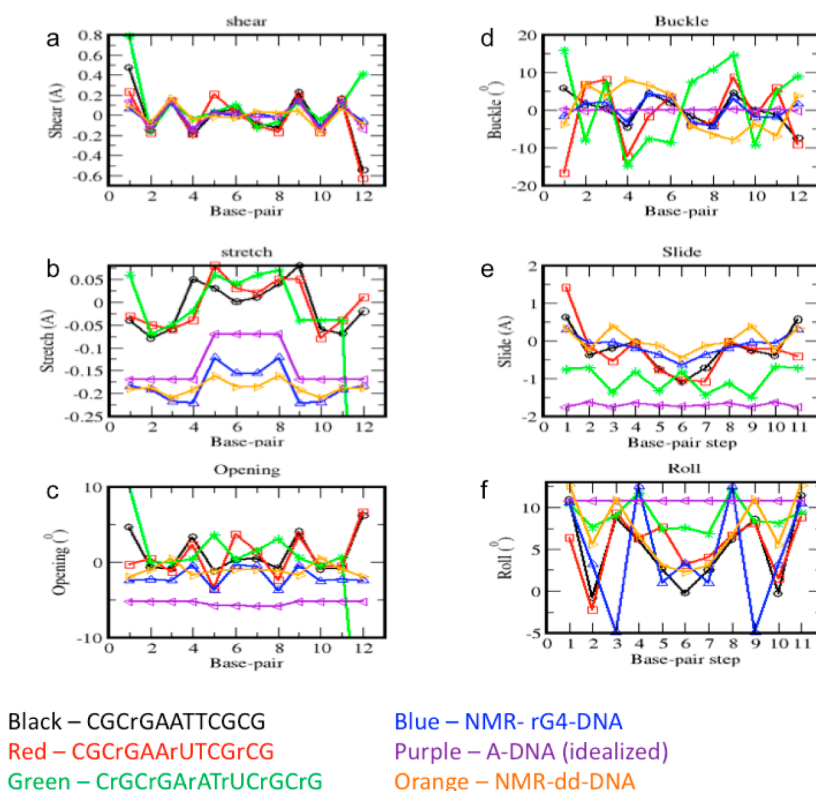 a
shear
0.8
0.6
0.4
0.2
0
-0.2
-0.4
-0.6
Shear (A)
0 2 4 6 8 10 12
Base-pair
b
stretch
0.05
0
-0.05
-0.1
-0.15
-0.2
-0.25
Stretch (A)
0 2 4 6 8 10 12
Base-pair
c
Opening
10
0
-10
Opening (0)
0 2 4 6 8 10 12
Base-pair
d
Buckle
20
10
0
-10
-20
Buckle (0)
0 2 4 6 8 10 12
Base-pair
e
Slide
2
1
0
-1
-2
Slide (A)
0 1 2 3 4 5 6 7 8 9 10 11
Base-pair step
f
Roll
10
5
0
-5
Roll (0)
0 1 2 3 4 5 6 7 8 9 10 11
Base-pair step
Black – CGCrGAATTCGCG
Red – CGCrGAArUTCGrCG
Green – CrGCrGArATrUCrGCrG
Blue – NMR- rG4-DNA
Purple – A-DNA (idealized)
Orange – NMR-dd-DNA